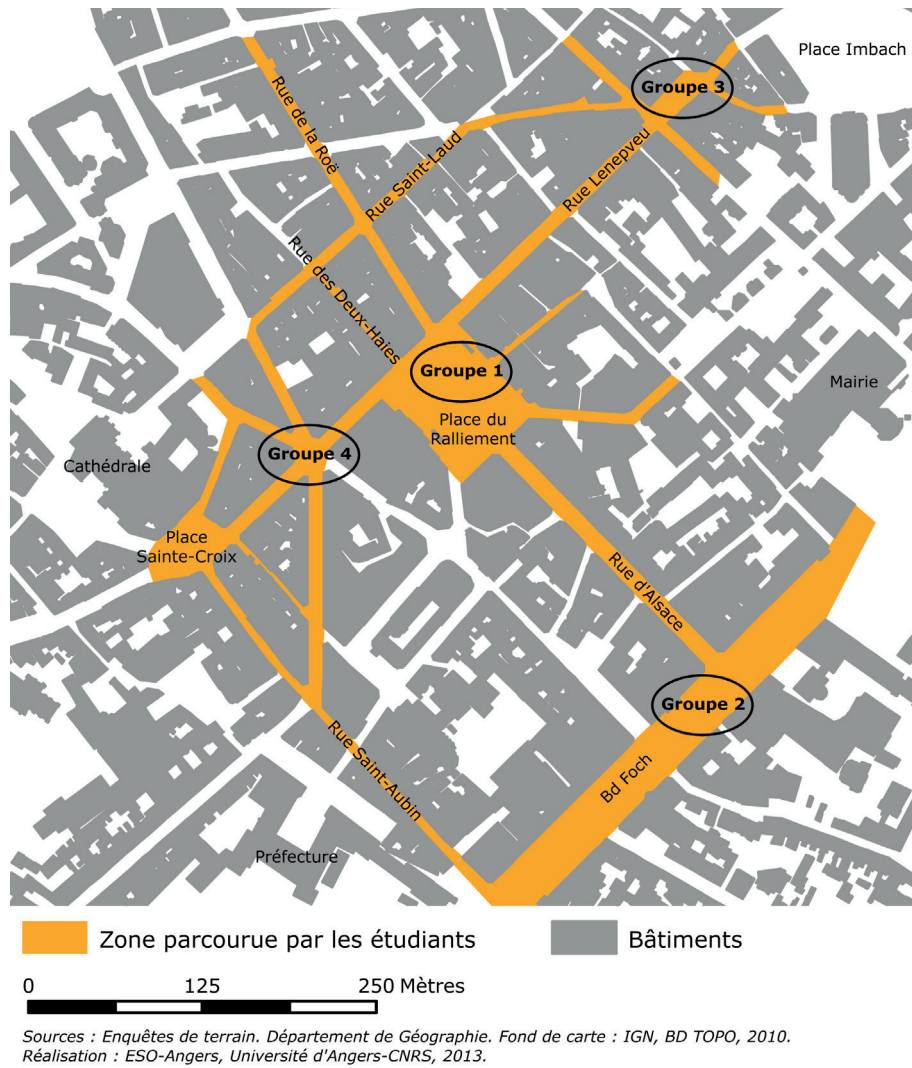 Place Imbach
Groupe 3
Rue de la Roë
Rue Saint-Laud
Rue Lenepveu
Rue des Deux-Haies
Groupe 1
Mairie
Place du
Ralliement
Groupe 4
Cathédrale
Place
Sainte-Croix
Rue d'Alsace
Groupe 2
Rue Saint-Aubin
Bd Foch
Préfecture
Zone parcourue par les étudiants
Bâtiments
0 125 250 Mètres
Sources : Enquêtes de terrain. Département de Géographie. Fond de carte : IGN, BD TOPO, 2010.
Réalisation : ESO-Angers, Université d'Angers-CNRS, 2013.